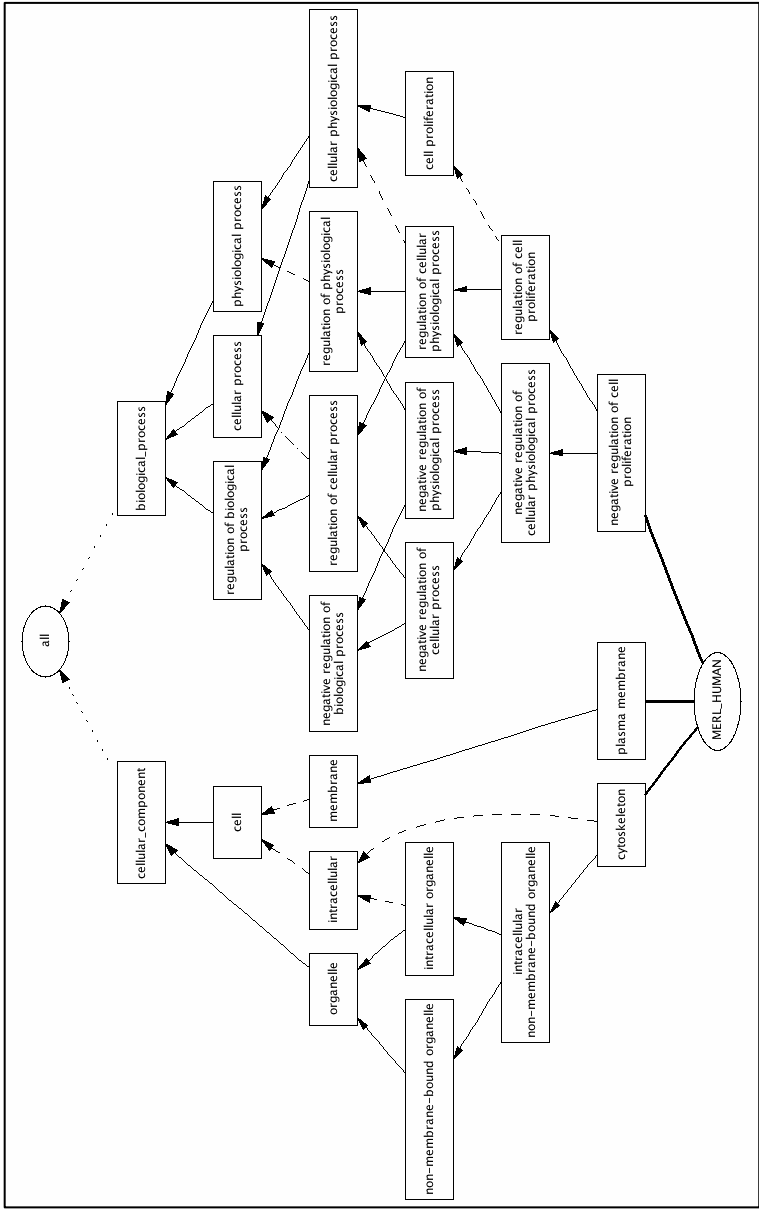 all
biological_process
cellular_component
physiological process
cellular process
regulation of biological
process
cell
cellular physiological process
regulation of physiological
process
regulation of cellular process
negative regulation of
biological process
membrane
intracellular
organelle
cell proliferation
regulation of cellular
physiological process
negative regulation of
physiological process
negative regulation of
cellular process
intracellular organelle
non-membrane-bound organelle
regulation of cell
proliferation
negative regulation of
cellular physiological process
intracellular
non-membrane-bound organelle
negative regulation of cell
proliferation
plasma membrane
cytoskeleton
MERL_HUMAN